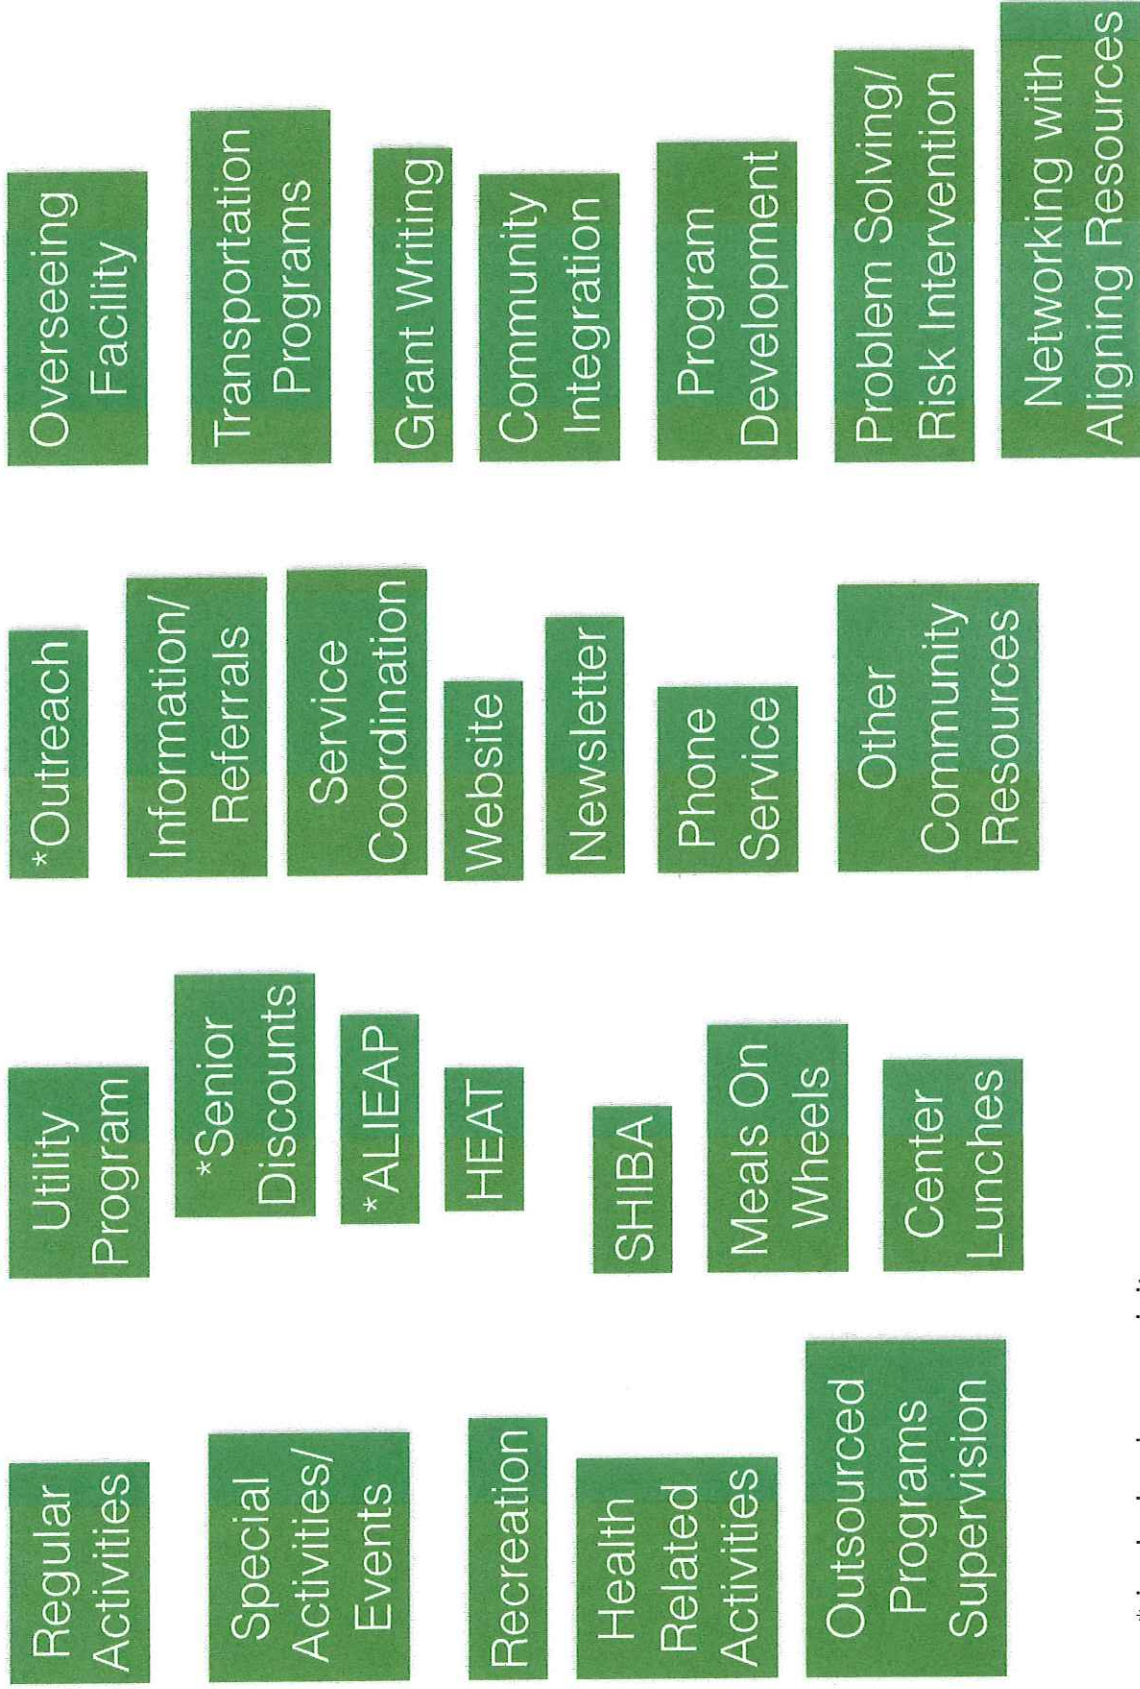 Regular
Activities
Special
Activities/
Events
Recreation
Health
Related
Activities
Outsourced
Programs
Supervision
Utility
Program
*Senior
Discounts
*ALIEAP
HEAT
SHIBA
Meals On
Wheels
Center
Lunches
*Outreach
Information/
Referrals
Service
Coordination
Website
Newsletter
Phone
Service
Other
Community
Resources
Overseeing
Facility
Transportation
Programs
Grant Writing
Community
Integration
Program
Development
Problem Solving/
Risk Intervention
Networking with
Aligning Resources